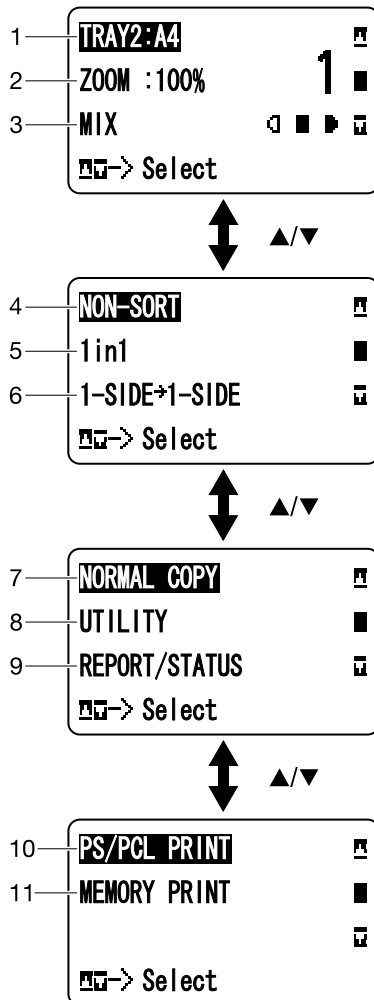 1 TRAY2:A4
2 ZOOM :100% 1
3 MIX
-> Select
▲/▼
4 NON-SORT
5 1in1
6 1-SIDE→1-SIDE
-> Select
▲/▼
7 NORMAL COPY
8 UTILITY
9 REPORT/STATUS
-> Select
▲/▼
10 PS/PCL PRINT
11 MEMORY PRINT
-> Select